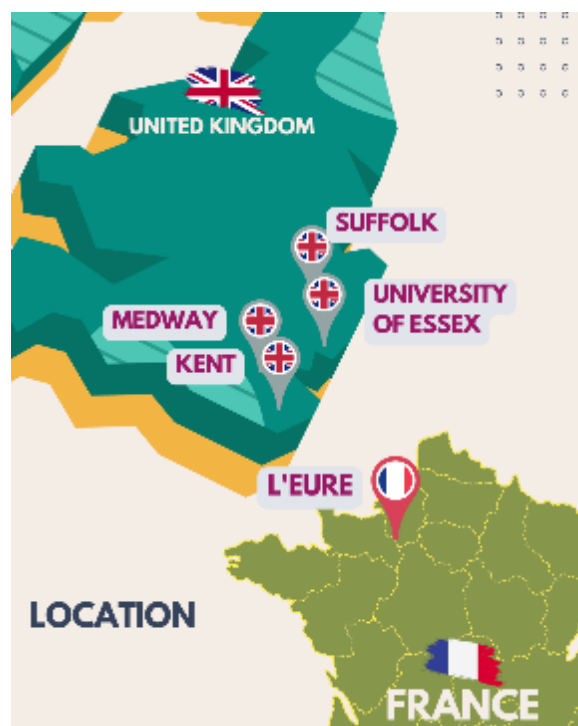 UNITED KINGDOM
SUFFOLK
UNIVERSITY
OF ESSEX
MEDWAY
KENT
L'EURE
LOCATION
FRANCE